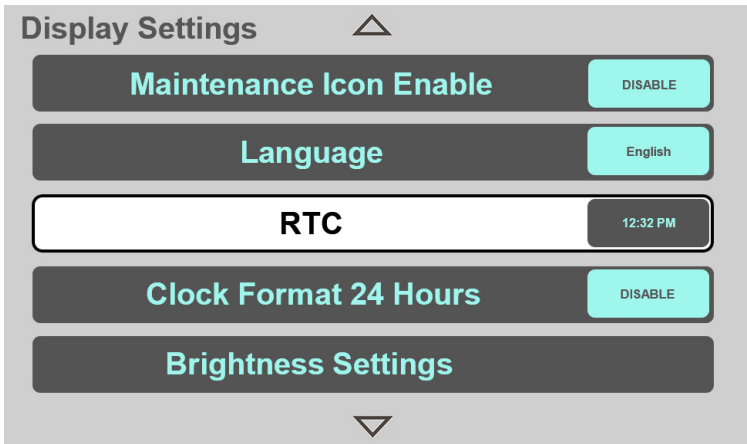 Display Settings
Maintenance Icon Enable DISABLE
Language English
RTC 12:32 PM
Clock Format 24 Hours DISABLE
Brightness Settings